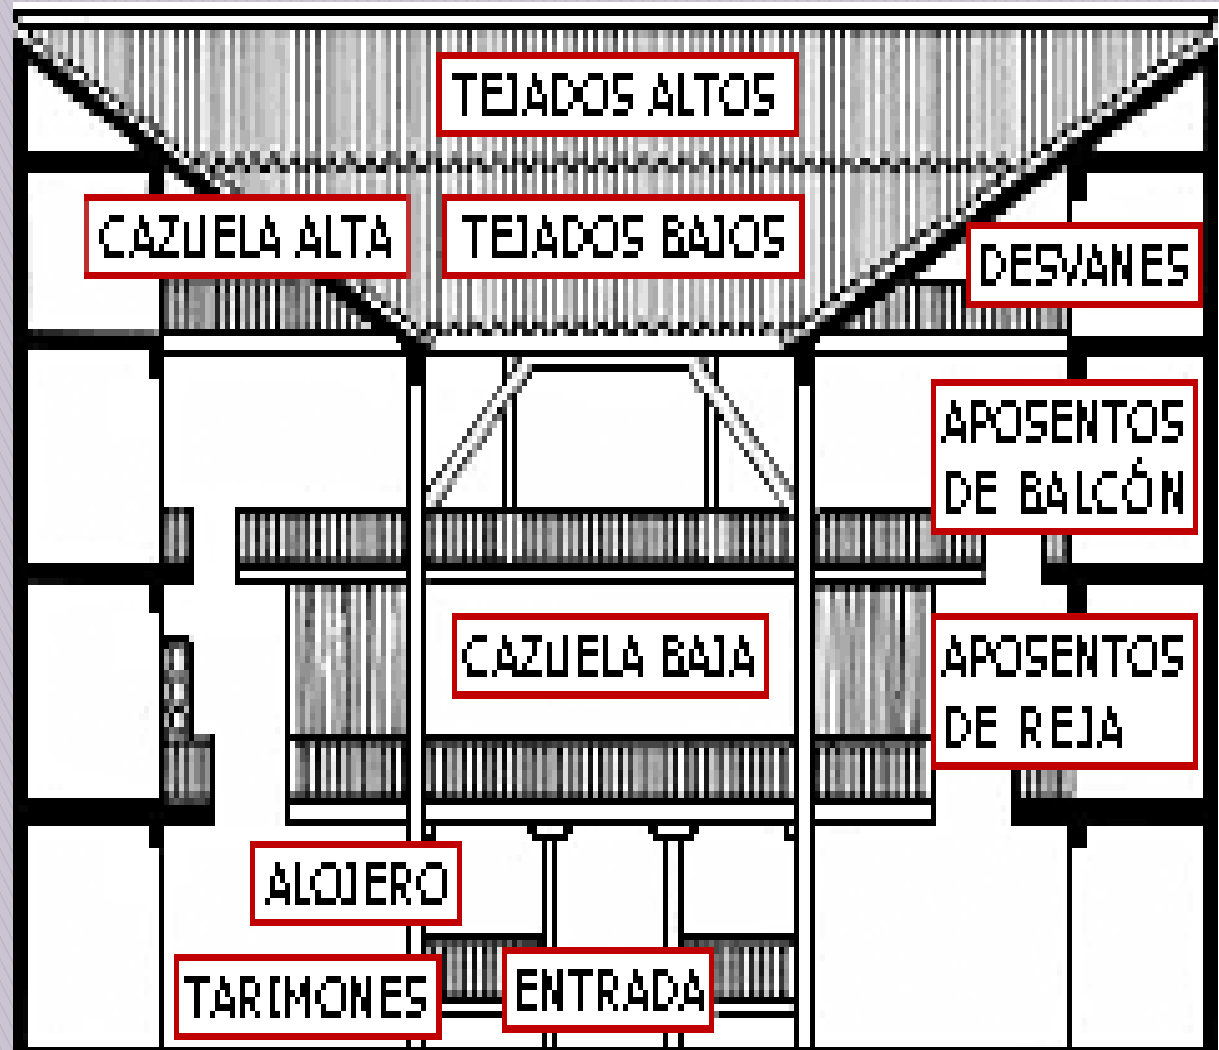 TEJADOS ALTOS
CAZUELA ALTA
TEJADOS BAJOS
DESVANES
APOSENTOS
DE BALCÓN
CAZUELA BAJA
APOSENTOS
DE REJA
ALOJERO
TARIMONES
ENTRADA